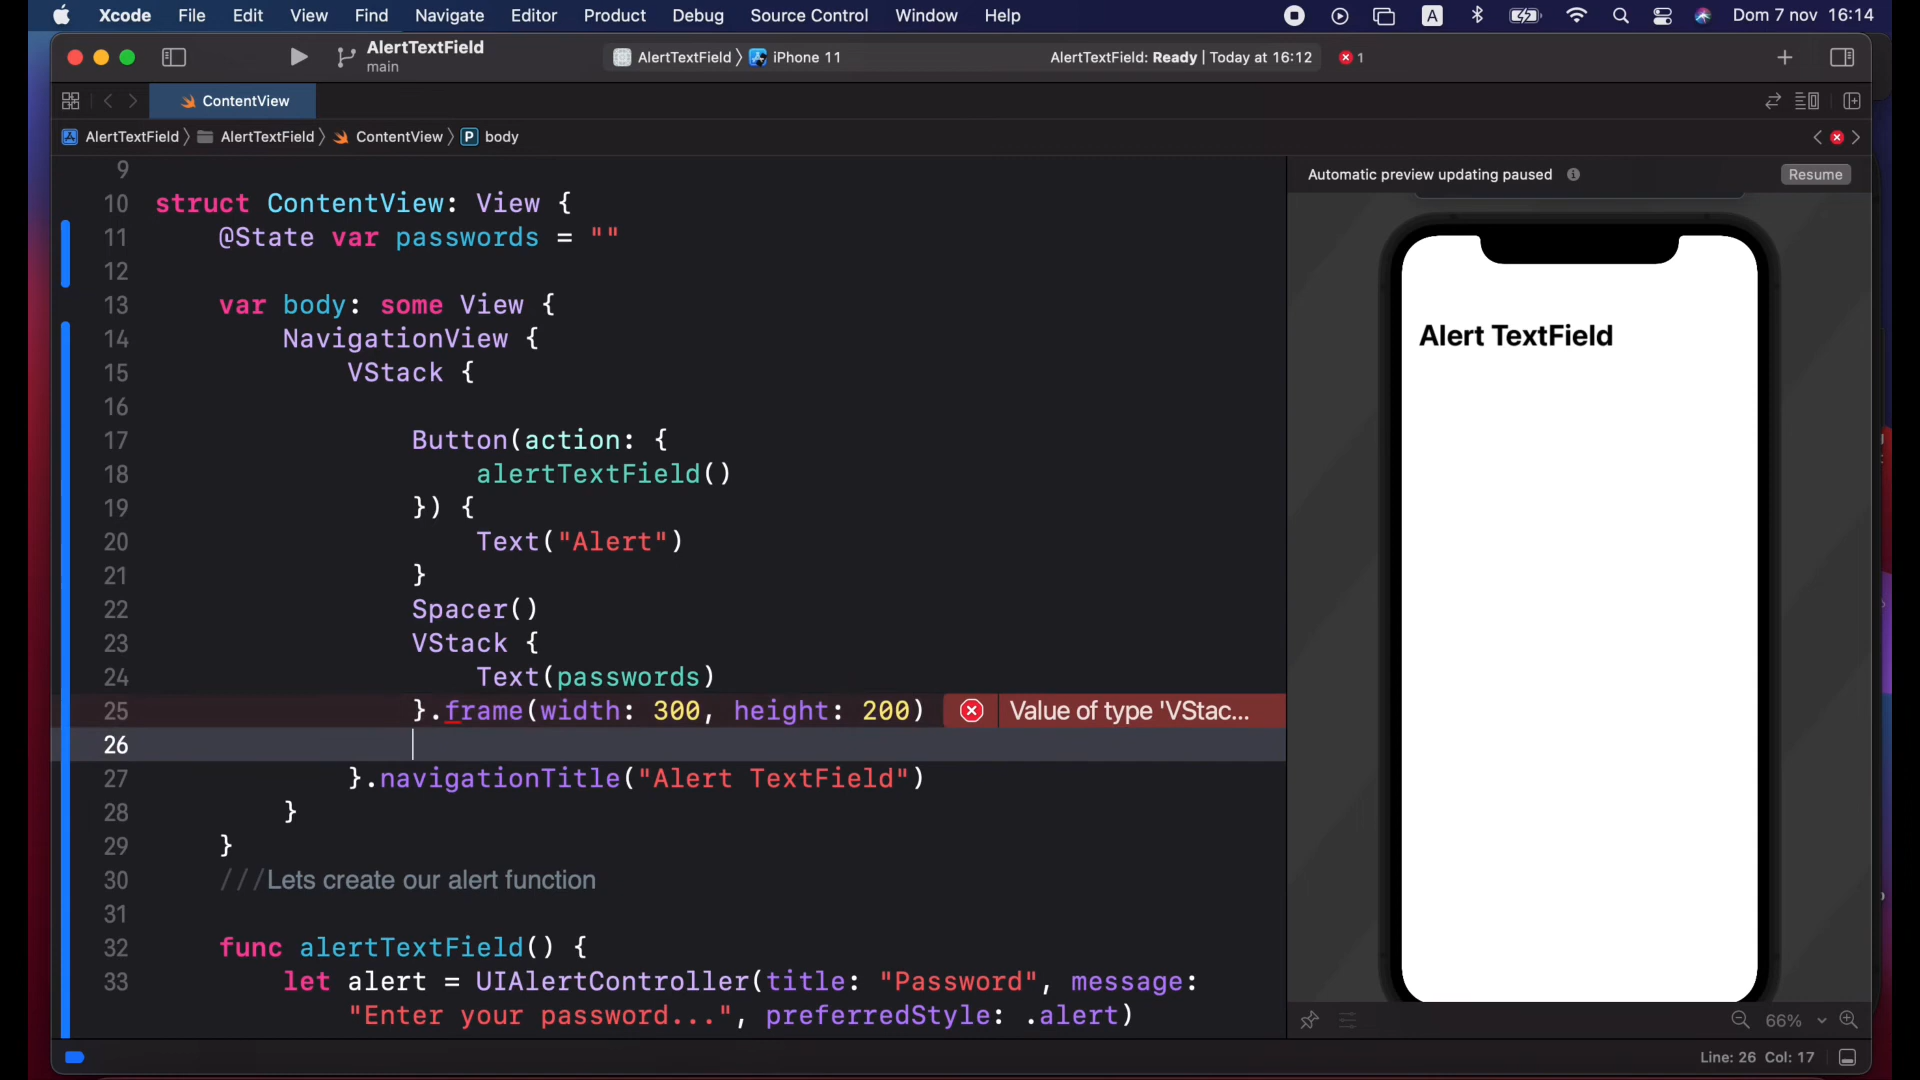 Xcode File Edit View Find Navigate Editor Product Debug Source Control Window Help A Dom 7 nov 16:14
AlertTextField
main
AlertTextField 〉 iPhone 11
AlertTextField: Ready | Today at 16:12
1
ContentView
AlertTextField 〉 AlertTextField 〉 ContentView 〉 P body
9
10 struct ContentView: View {
11 @State var passwords = ""
12
13 var body: some View {
14 NavigationView {
15 VStack {
16
17 Button(action: {
18 alertTextField()
19 }) {
20 Text("Alert")
21 }
22 Spacer()
23 VStack {
24 Text(passwords)
25 }.frame(width: 300, height: 200) Value of type 'VStac...
26
27 }.navigationTitle("Alert TextField")
28 }
29 }
30 ///Lets create our alert function
31
32 func alertTextField() {
33 let alert = UIAlertController(title: "Password", message:
"Enter your password...", preferredStyle: .alert)
Automatic preview updating paused
Resume
Alert TextField
66%
Line: 26 Col: 17